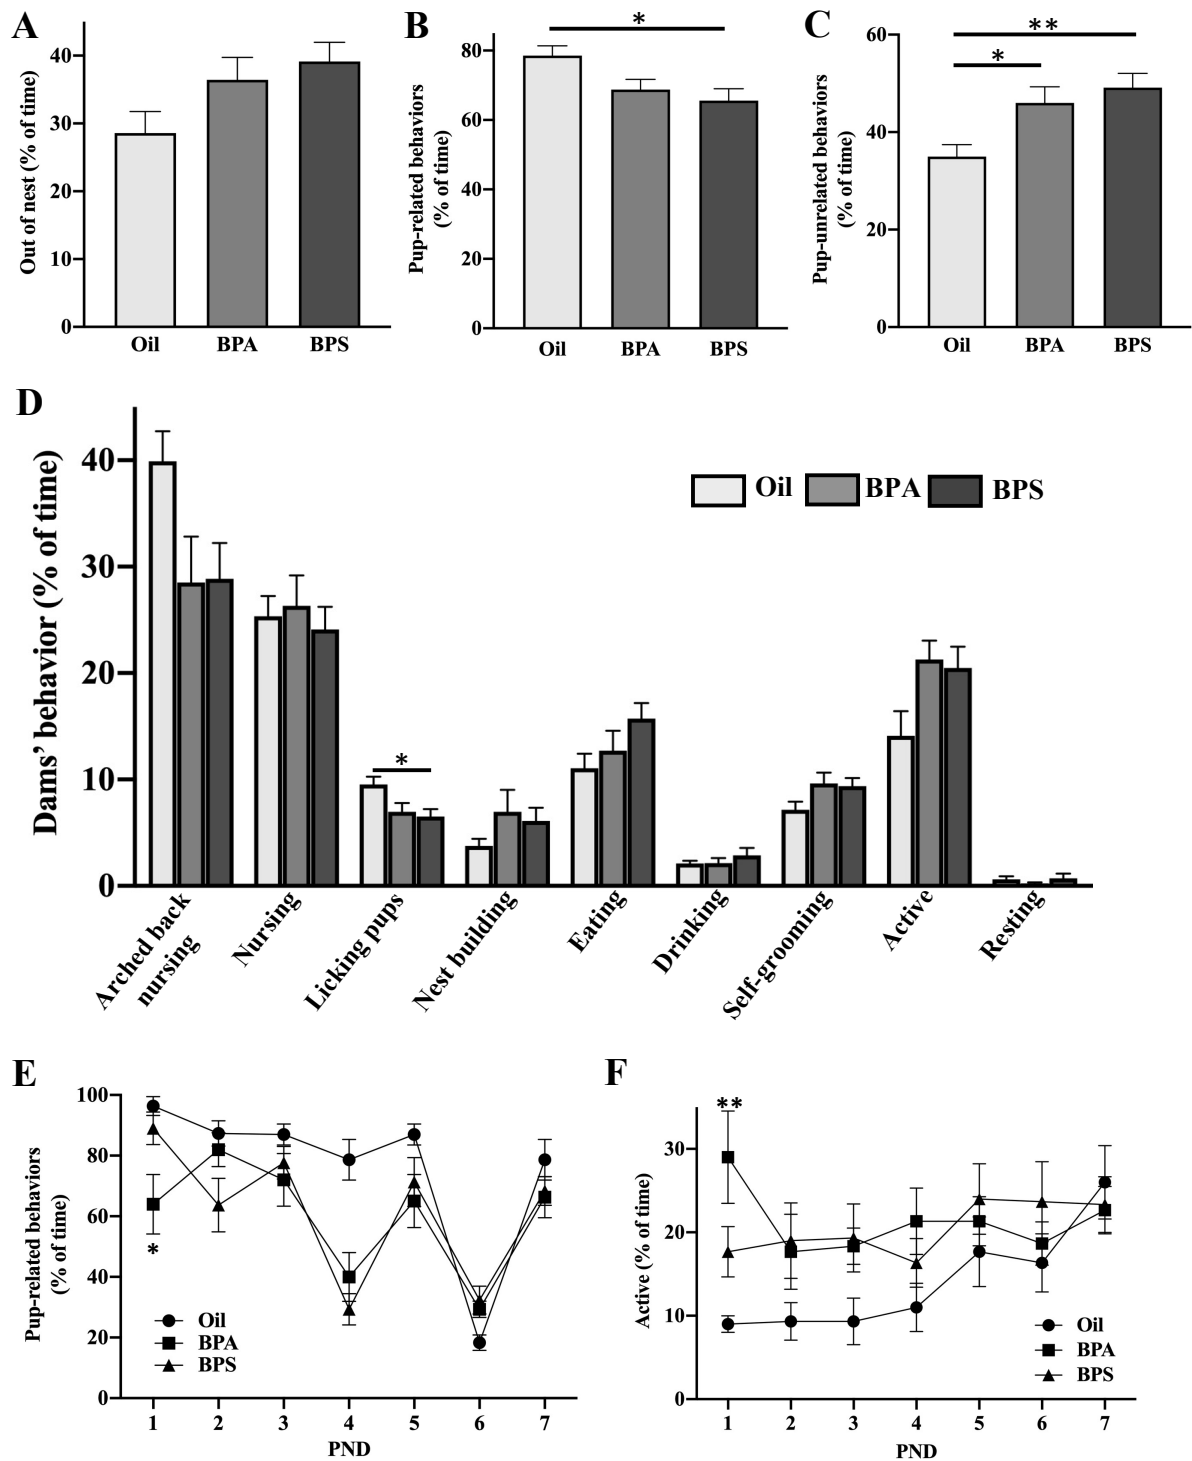 A
Out of nest (% of time)
40
30
20
10
0
Oil BPA BPS
B
Pup-related behaviors
(% of time)
80
60
40
20
0
*
Oil BPA BPS
C
Pup-unrelated behaviors
(% of time)
60
40
20
0
**
*
Oil BPA BPS
D
Dams’ behavior (% of time)
40
30
20
10
0
Oil BPA BPS
*
Arched back
nursing
Nursing
Licking pups
Nest building
Eating
Drinking
Self-grooming
Active
Resting
E
Pup-related behaviors
(% of time)
100
80
60
40
20
0
*
Oil
BPA
BPS
1 2 3 4 5 6 7
PND
F
Active (% of time)
30
20
10
0
**
Oil
BPA
BPS
1 2 3 4 5 6 7
PND